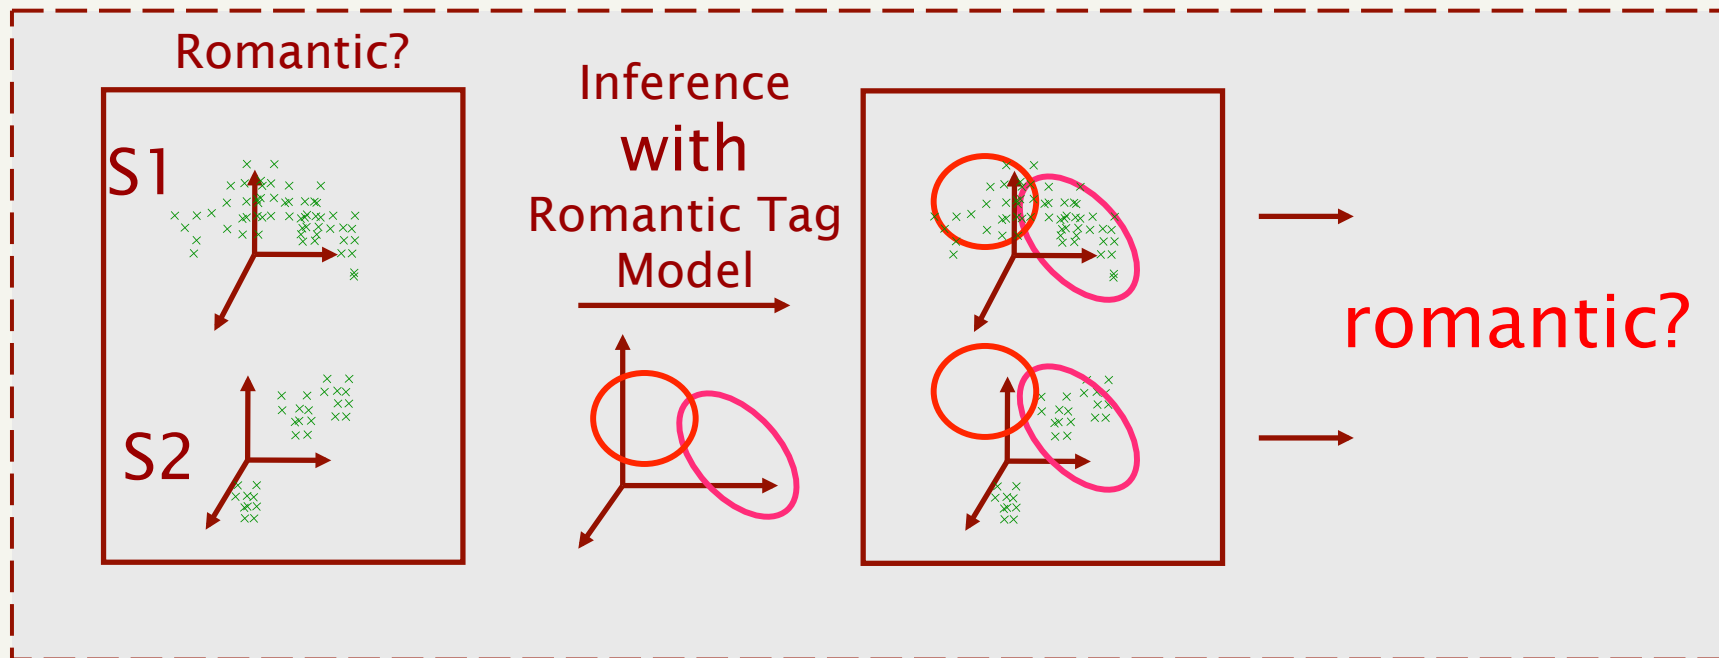 Romantic?
S1
S2
Inference
with
Romantic Tag
Model
romantic?